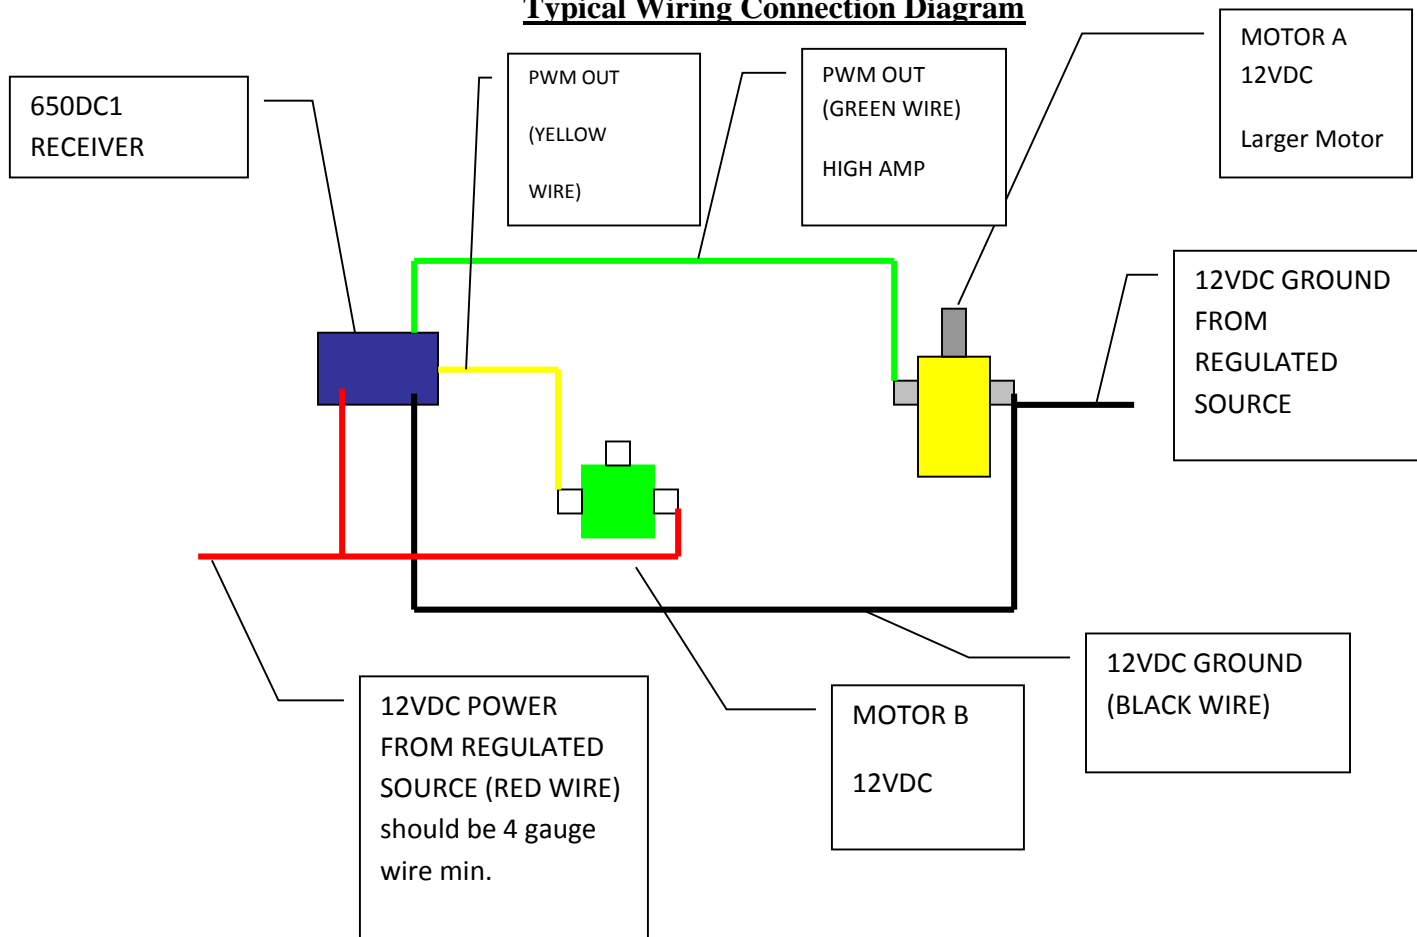 Typical Wiring Connection Diagram
650DC1
RECEIVER
PWM OUT
(YELLOW
WIRE)
PWM OUT
(GREEN WIRE)
HIGH AMP
MOTOR A
12VDC
Larger Motor
12VDC GROUND
FROM
REGULATED
SOURCE
12VDC POWER
FROM REGULATED
SOURCE (RED WIRE)
should be 4 gauge
wire min.
MOTOR B
12VDC
12VDC GROUND
(BLACK WIRE)